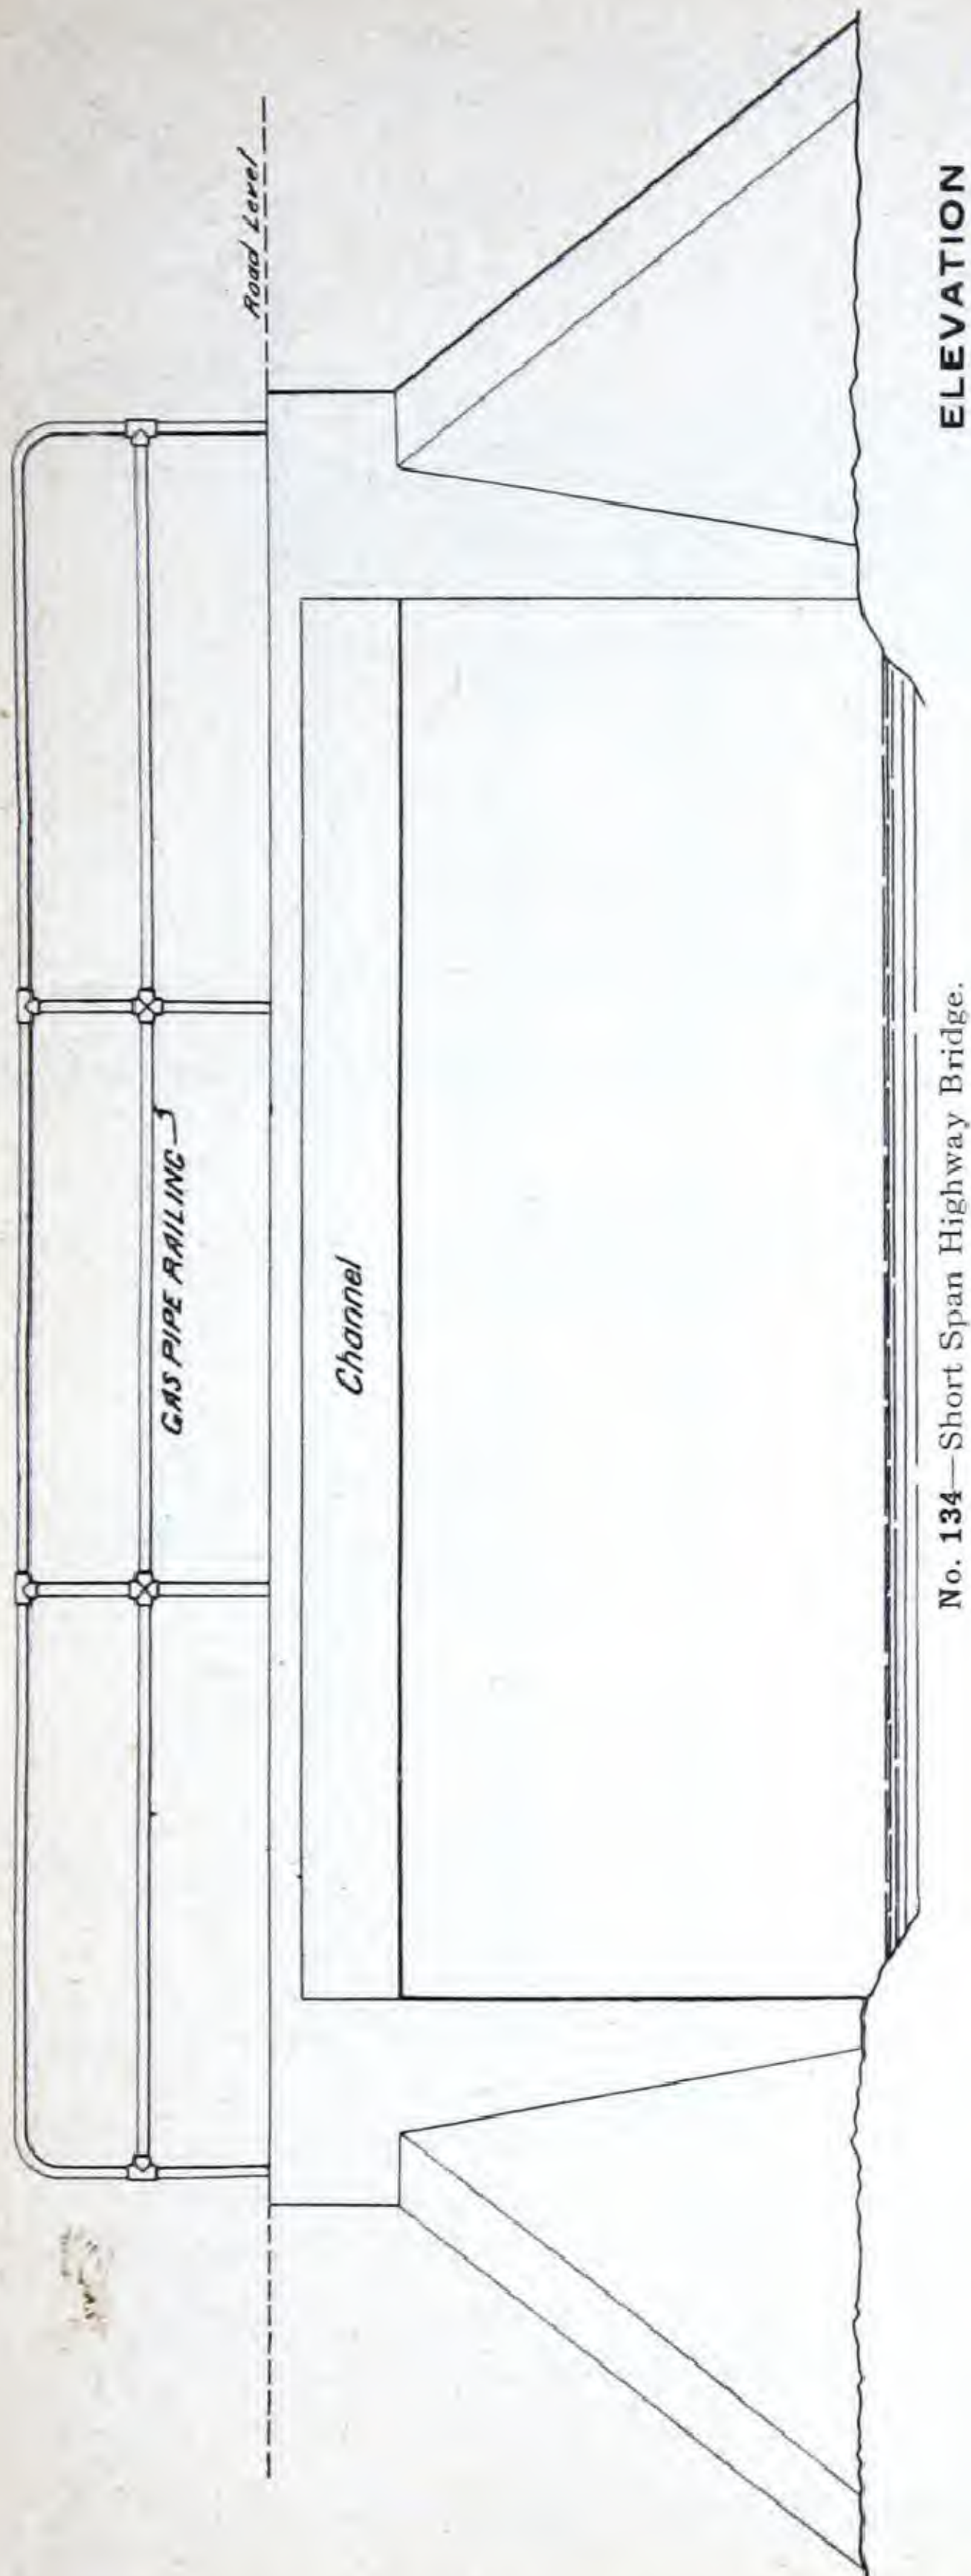 Road Level
GAS PIPE RAILING
Channel
ELEVATION
No. 134—Short Span Highway Bridge.